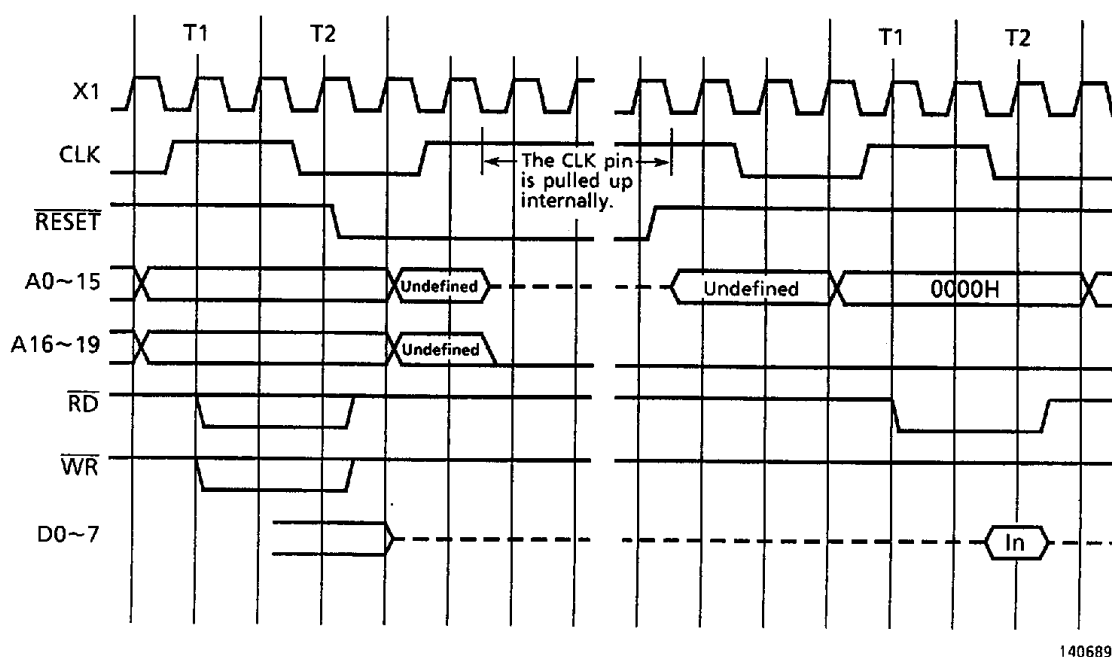 T1 T2 T1 T2
X1
CLK
The CLK pin
is pulled up
internally.
RESET
A0~15 Undefined Undefined 0000H
A16~19 Undefined
RD
WR
D0~7 In
140689